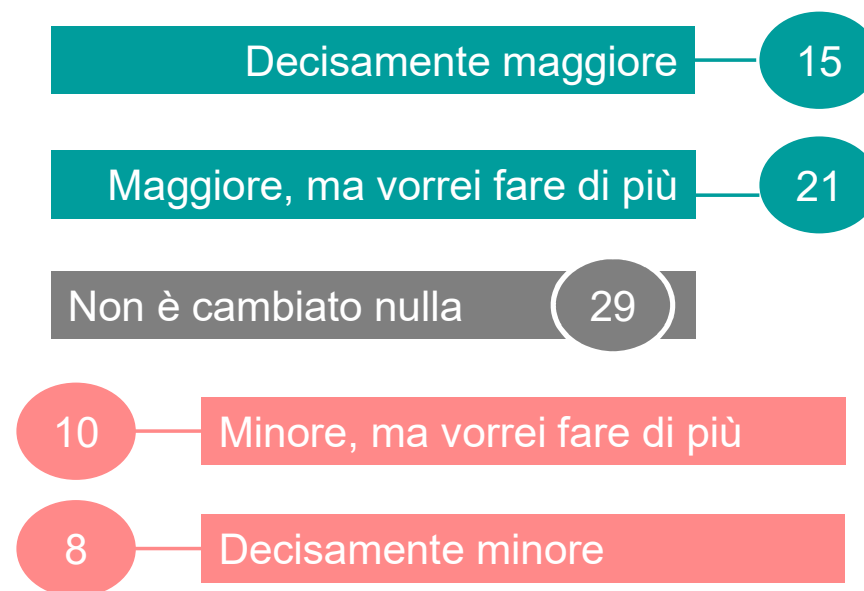 Decisamente maggiore 15
Maggiore, ma vorrei fare di più 21
Non è cambiato nulla 29
10 Minore, ma vorrei fare di più
8 Decisamente minore